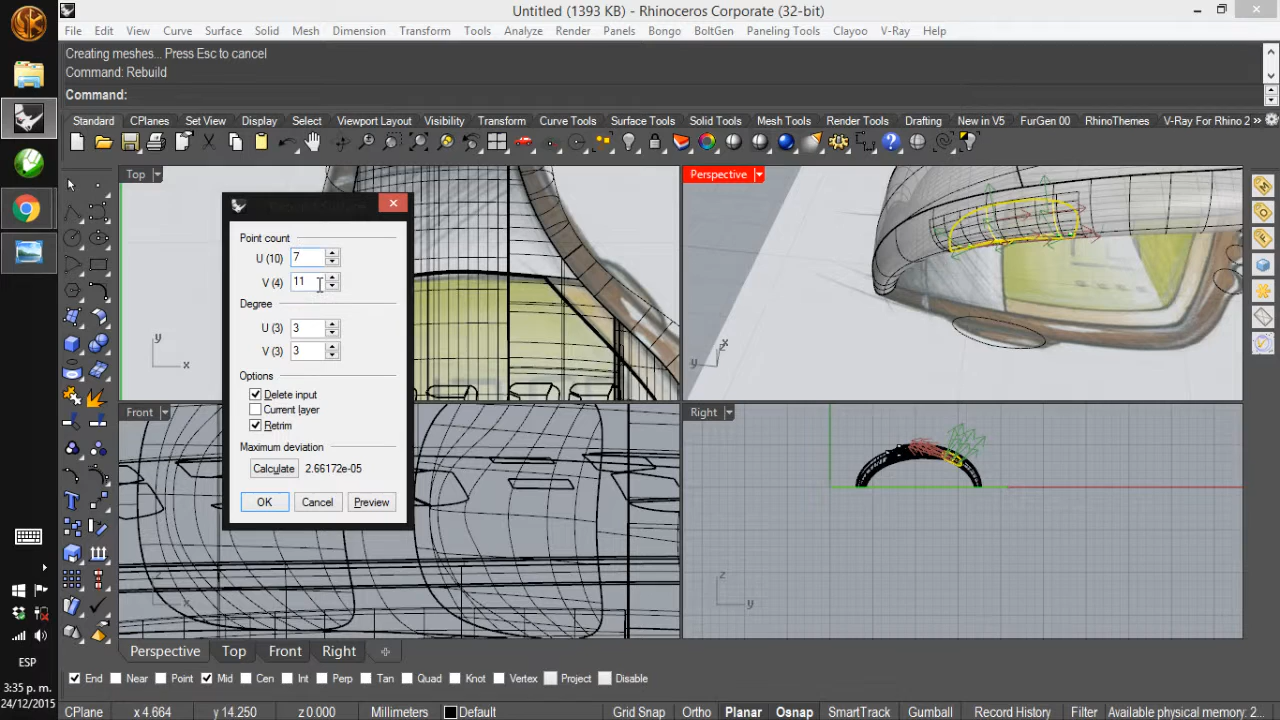 Untitled (1393 KB) - Rhinoceros Corporate (32-bit)
File Edit View Curve Surface Solid Mesh Dimension Transform Tools Analyze Render Panels Bongo BoltGen Paneling Tools Clayoo V-Ray Help
Creating meshes... Press Esc to cancel
Command: Rebuild
Command:
Standard CPlanes Set View Display Select Viewport Layout Visibility Transform Curve Tools Surface Tools Solid Tools Mesh Tools Render Tools Drafting New in V5 FurGen 00 RhinoThemes V-Ray For Rhino 2 »
Top
Perspective
Point count
U (10) 7
V (4) 11
Degree
U (3) 3
V (3) 3
Options
Delete input
Current layer
Retrim
Maximum deviation
Calculate 2.66172e-05
OK Cancel Preview
y
x
y
z
x
Front
Right
z
x
z
y
Perspective Top Front Right
End Near Point Mid Cen Int Perp Tan Quad Knot Vertex Project Disable
CPlane x 4.664 y 14.250 z 0.000 Millimeters Default Grid Snap Ortho Planar Osnap SmartTrack Gumball Record History Filter Available physical memory: 2...
ESP
3:35 p. m.
24/12/2015